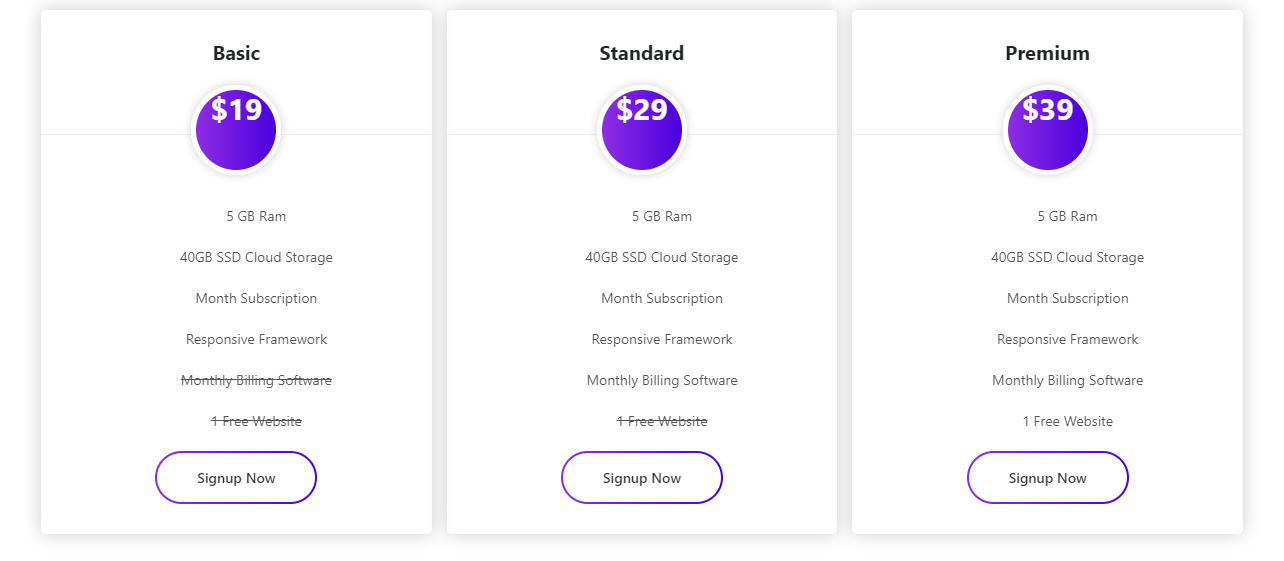 Basic
$19
5 GB Ram
40GB SSD Cloud Storage
Month Subscription
Responsive Framework
Monthly Billing Software
1 Free Website
Signup Now
Standard
$29
5 GB Ram
40GB SSD Cloud Storage
Month Subscription
Responsive Framework
Monthly Billing Software
1 Free Website
Signup Now
Premium
$39
5 GB Ram
40GB SSD Cloud Storage
Month Subscription
Responsive Framework
Monthly Billing Software
1 Free Website
Signup Now